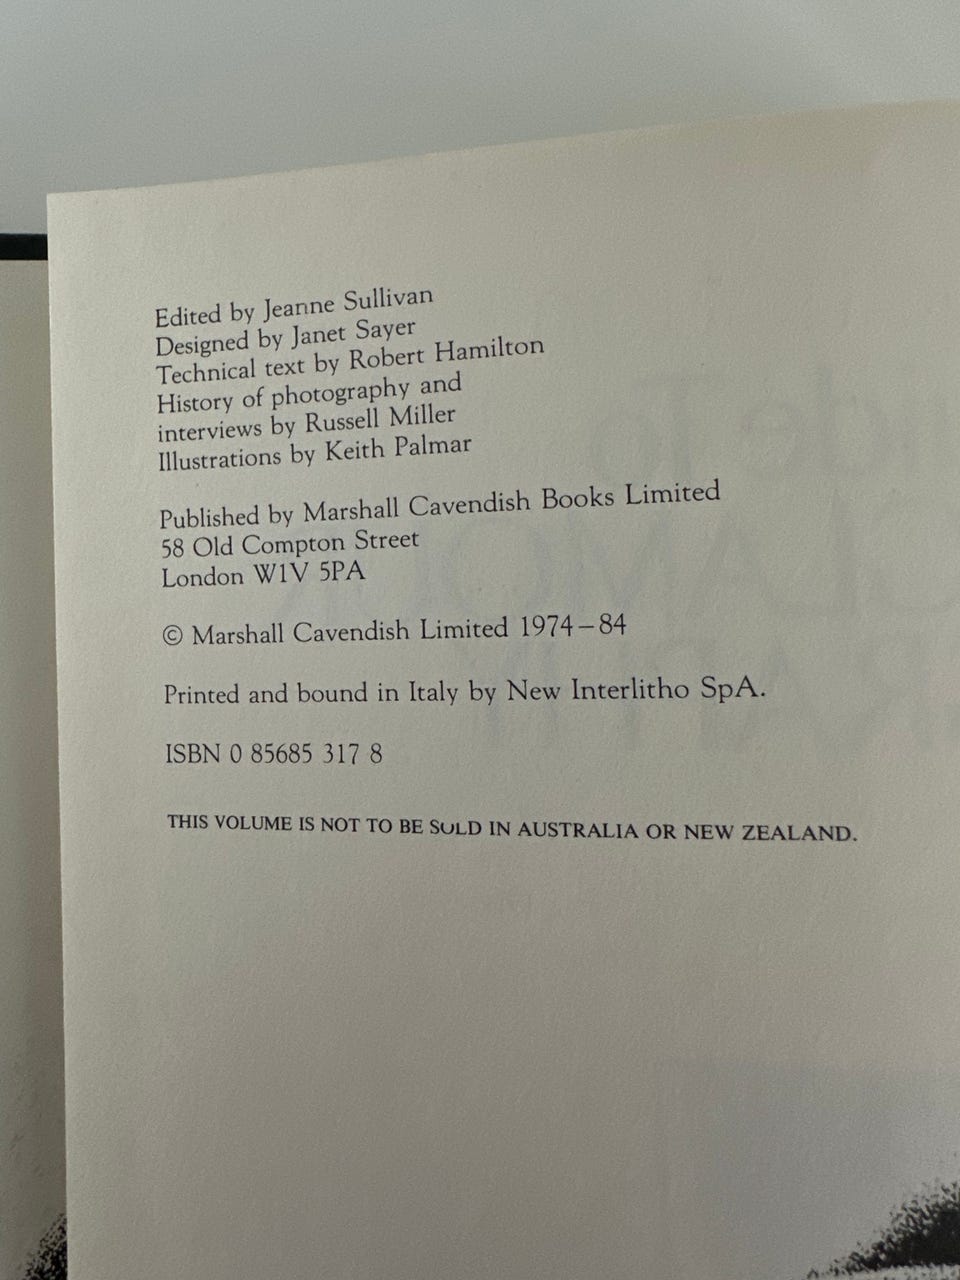 Edited by Jeanne Sullivan
Designed by Janet Sayer
Technical text by Robert Hamilton
History of photography and
interviews by Russell Miller
Illustrations by Keith Palmar
Published by Marshall Cavendish Books Limited
58 Old Compton Street
London W1V 5PA
© Marshall Cavendish Limited 1974–84
Printed and bound in Italy by New Interlitho SpA.
ISBN 0 85685 317 8
THIS VOLUME IS NOT TO BE SOLD IN AUSTRALIA OR NEW ZEALAND.